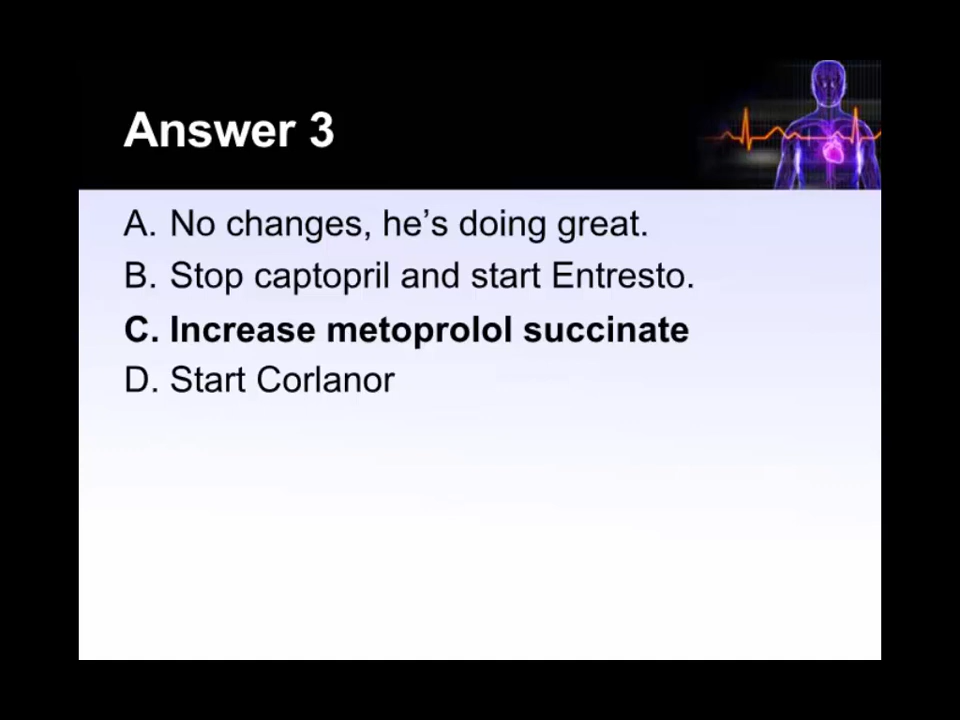 Answer 3
A. No changes, he’s doing great.
B. Stop captopril and start Entresto.
C. Increase metoprolol succinate
D. Start Corlanor